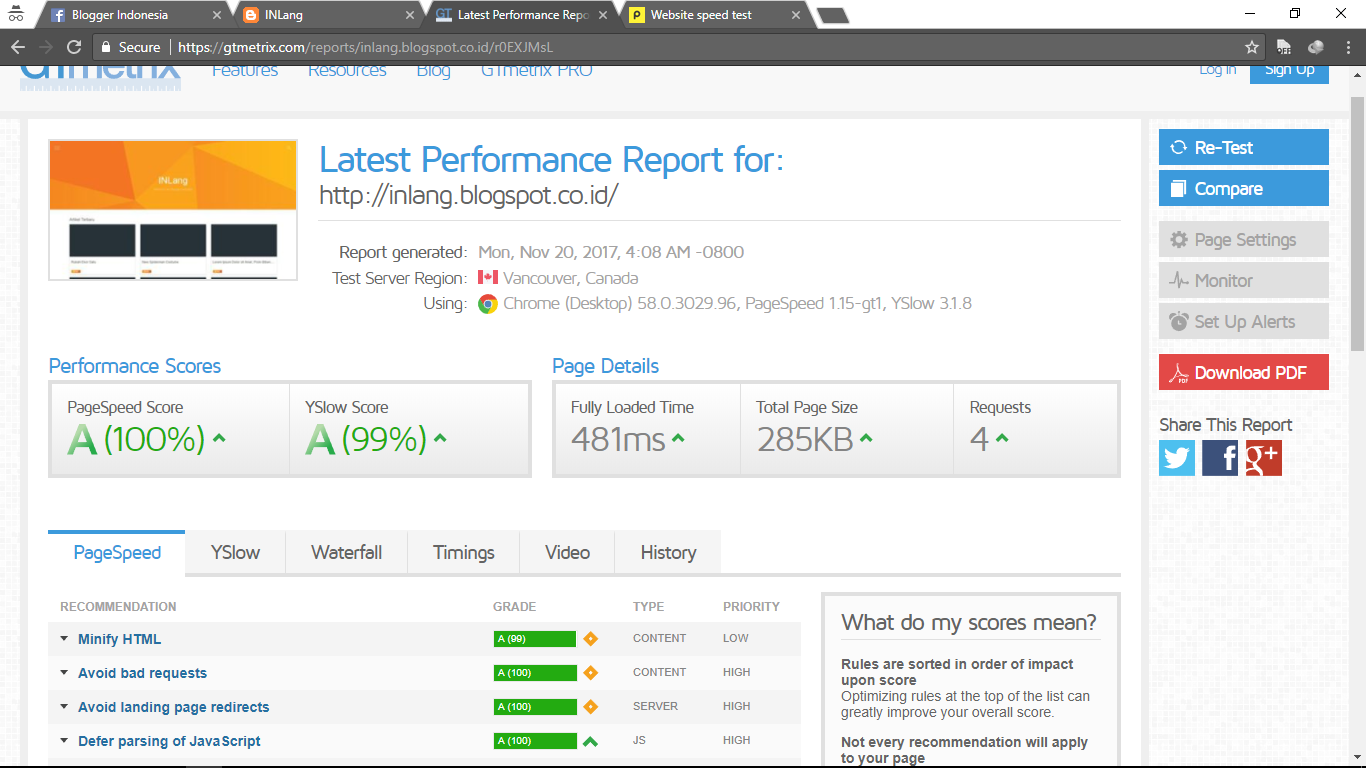 Blogger Indonesia
INLang
Latest Performance Repo
Website speed test
Secure
https://gtmetrix.com/reports/inlang.blogspot.co.id/r0EXJMsL
OFF
GTmetrix
Features
Resources
Blog
GTmetrix PRO
Log In
Sign Up
INLang
Latest Performance Report for:
http://inlang.blogspot.co.id/
Report generated: Mon, Nov 20, 2017, 4:08 AM -0800
Test Server Region: Vancouver, Canada
Using: Chrome (Desktop) 58.0.3029.96, PageSpeed 1.15-gt1, YSlow 3.1.8
Re-Test
Compare
Page Settings
Monitor
Set Up Alerts
Download PDF
Share This Report
Performance Scores
PageSpeed Score
A (100%)
YSlow Score
A (99%)
Page Details
Fully Loaded Time
481ms
Total Page Size
285KB
Requests
4
PageSpeed
YSlow
Waterfall
Timings
Video
History
RECOMMENDATION GRADE TYPE PRIORITY
Minify HTML A (99) CONTENT LOW
Avoid bad requests A (100) CONTENT HIGH
Avoid landing page redirects A (100) SERVER HIGH
Defer parsing of JavaScript A (100) JS HIGH
What do my scores mean?
Rules are sorted in order of impact
upon score
Optimizing rules at the top of the list can
greatly improve your overall score.
Not every recommendation will apply
to your page